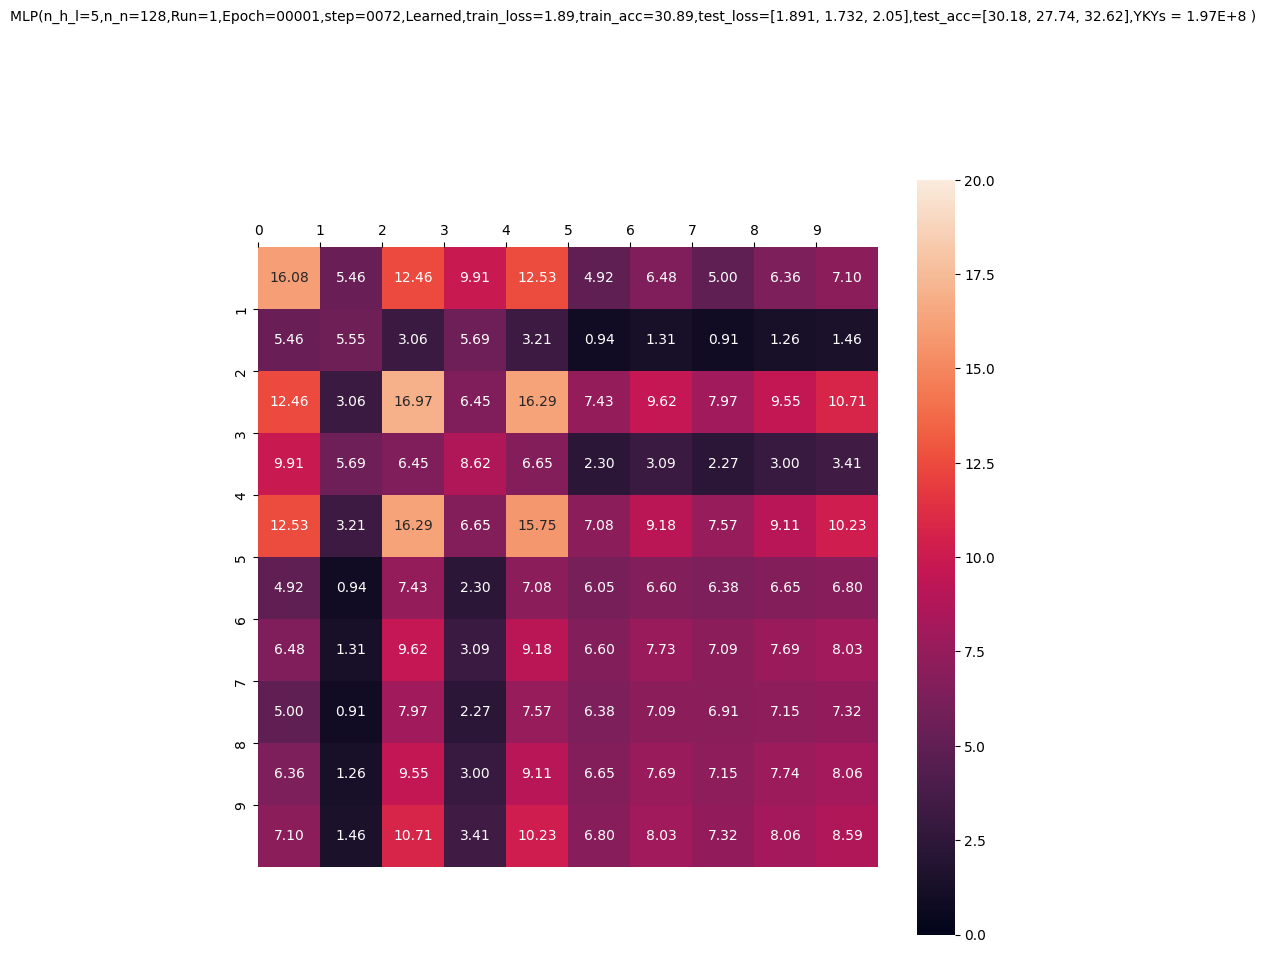 MLP(n_h_l=5,n_n=128,Run=1,Epoch=00001,step=0072,Learned,train_loss=1.89,train_acc=30.89,test_loss=[1.891, 1.732, 2.05],test_acc=[30.18, 27.74, 32.62],YKYs = 1.97E+8 )
20.0
0 1 2 3 4 5 6 7 8 9
17.5
16.08 5.46 12.46 9.91 12.53 4.92 6.48 5.00 6.36 7.10
1
5.46 5.55 3.06 5.69 3.21 0.94 1.31 0.91 1.26 1.46
15.0
2
12.46 3.06 16.97 6.45 16.29 7.43 9.62 7.97 9.55 10.71
3
12.5
9.91 5.69 6.45 8.62 6.65 2.30 3.09 2.27 3.00 3.41
4
12.53 3.21 16.29 6.65 15.75 7.08 9.18 7.57 9.11 10.23
10.0
5
4.92 0.94 7.43 2.30 7.08 6.05 6.60 6.38 6.65 6.80
6
7.5
6.48 1.31 9.62 3.09 9.18 6.60 7.73 7.09 7.69 8.03
7
5.00 0.91 7.97 2.27 7.57 6.38 7.09 6.91 7.15 7.32
8
5.0
6.36 1.26 9.55 3.00 9.11 6.65 7.69 7.15 7.74 8.06
9
7.10 1.46 10.71 3.41 10.23 6.80 8.03 7.32 8.06 8.59
2.5
0.0